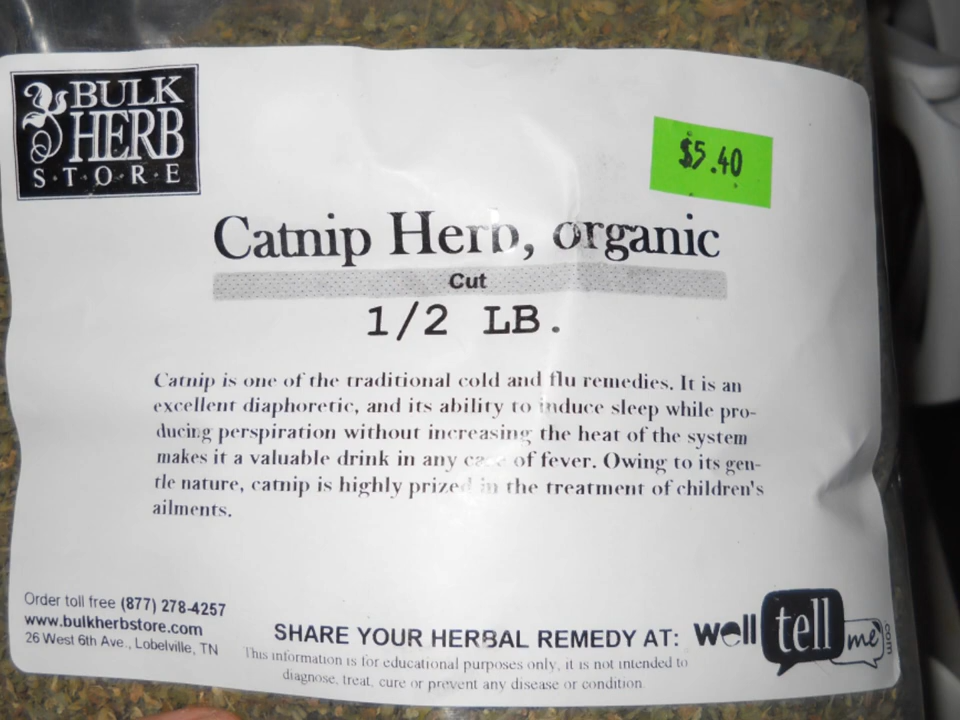 BULK
HERB
S·T·O·R·E
$5.40
Catnip Herb, organic
Cut
1/2 LB.
Catnip is one of the traditional cold and flu remedies. It is an
excellent diaphoretic, and its ability to induce sleep while pro-
ducing perspiration without increasing the heat of the system
makes it a valuable drink in any case of fever. Owing to its gen-
tle nature, catnip is highly prized in the treatment of children's
ailments.
Order toll free (877) 278-4257
www.bulkherbstore.com
26 West 6th Ave., Lobelville, TN
SHARE YOUR HERBAL REMEDY AT: well tell me .com
This information is for educational purposes only, it is not intended to
diagnose, treat, cure or prevent any disease or condition.